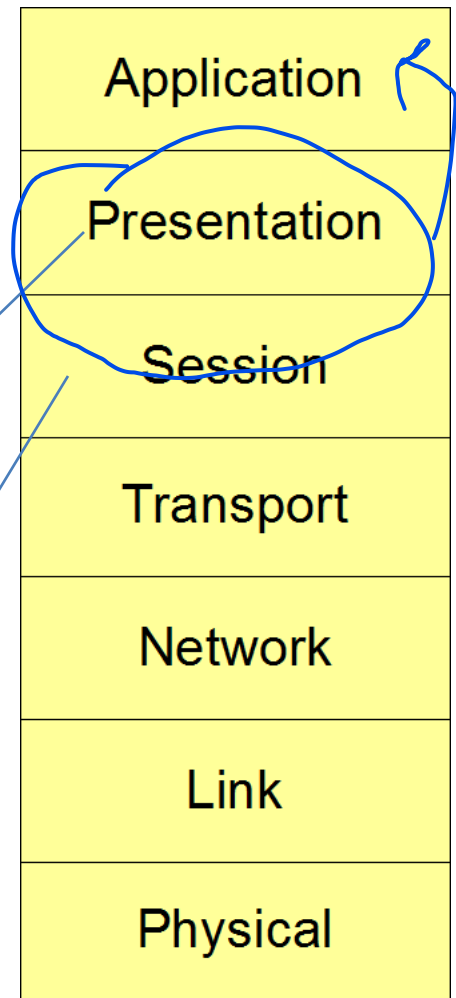 Application
Presentation
Session
Transport
Network
Link
Physical